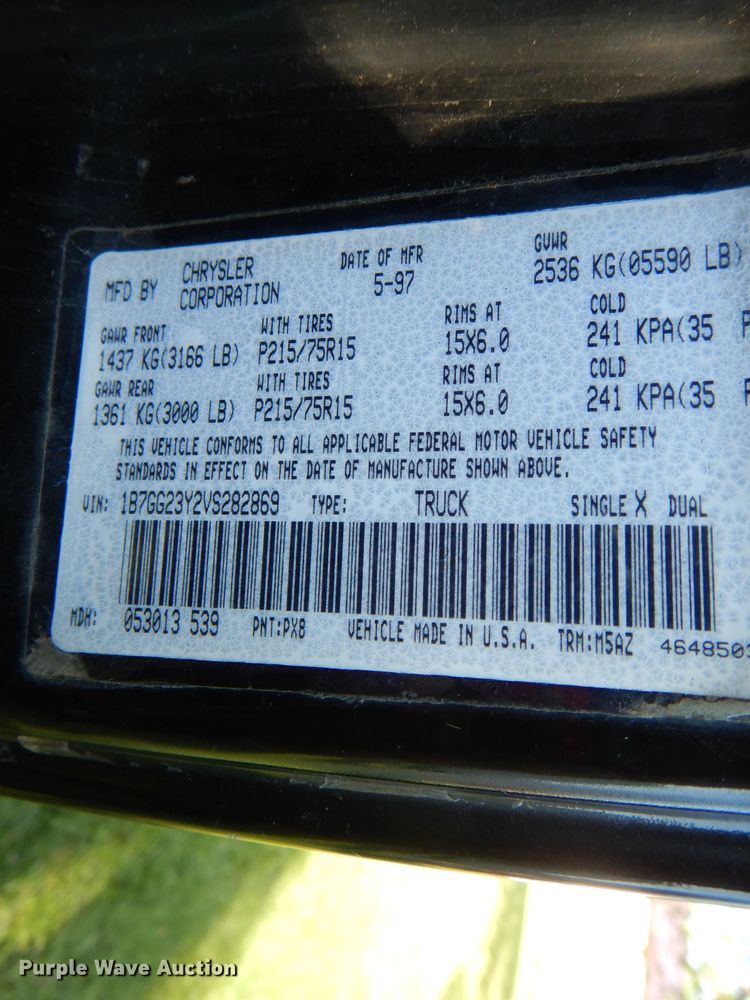 MFD BY CHRYSLER CORPORATION DATE OF MFR 5-97 GVWR 2536 KG(05590 LB)
GAWR FRONT WITH TIRES RIMS AT COLD
1437 KG(3166 LB) P215/75R15 15X6.0 241 KPA(35
GAWR REAR WITH TIRES RIMS AT COLD
1361 KG(3000 LB) P215/75R15 15X6.0 241 KPA(35
THIS VEHICLE CONFORMS TO ALL APPLICABLE FEDERAL MOTOR VEHICLE SAFETY
STANDARDS IN EFFECT ON THE DATE OF MANUFACTURE SHOWN ABOVE.
VIN: 1B7GG23Y2VS282869 TYPE: TRUCK SINGLE X DUAL
MDH: 053013 539 PNT:PX8 VEHICLE MADE IN U.S.A. TRM:M5AZ 4648503
Purple Wave Auction